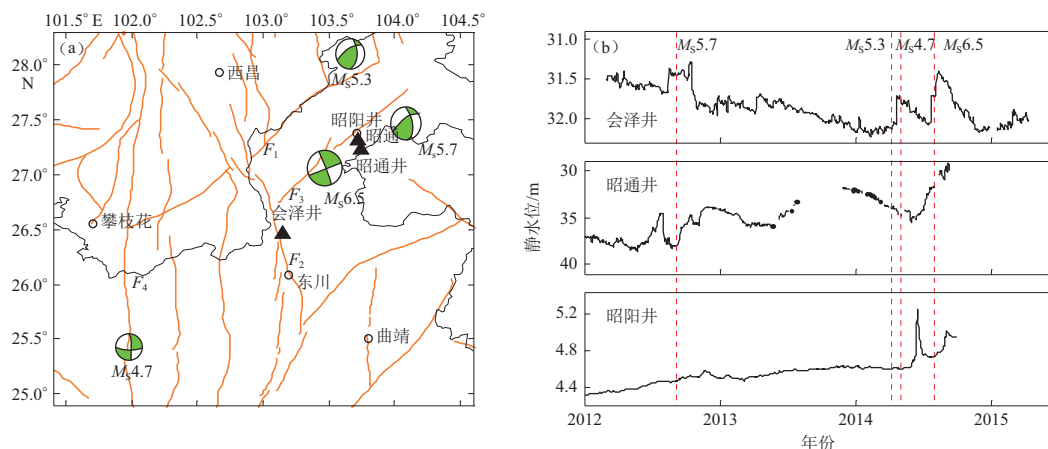 101.5° E 102.0° 102.5° 103.0° 103.5° 104.0° 104.5°
(a)
28.0°
N
27.5°
27.0°
26.5°
26.0°
25.5°
25.0°
西昌
MS5.3
昭阳井
昭通
MS5.7
F1
昭通井
MS6.5
F3
攀枝花
会泽井
F2
东川
F4
曲靖
MS4.7
(b)
MS5.7 MS5.3 MS4.7 MS6.5
31.0
31.5
32.0
会泽井
30
35
40
昭通井
静水位/m
5.2
4.8
4.4
昭阳井
2012 2013 2014 2015
年份